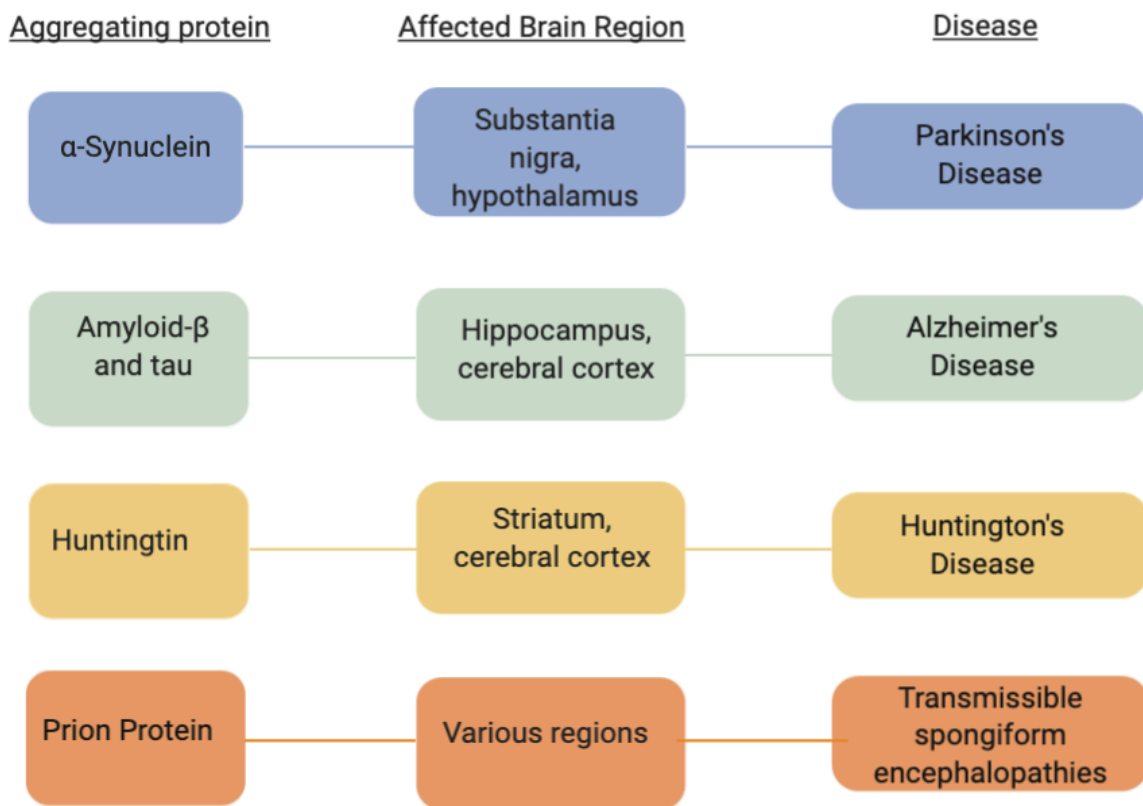 Aggregating protein
Affected Brain Region
Disease
α-Synuclein
Substantia
nigra,
hypothalamus
Parkinson's
Disease
Amyloid-β
and tau
Hippocampus,
cerebral cortex
Alzheimer's
Disease
Huntingtin
Striatum,
cerebral cortex
Huntington's
Disease
Prion Protein
Various regions
Transmissible
spongiform
encephalopathies